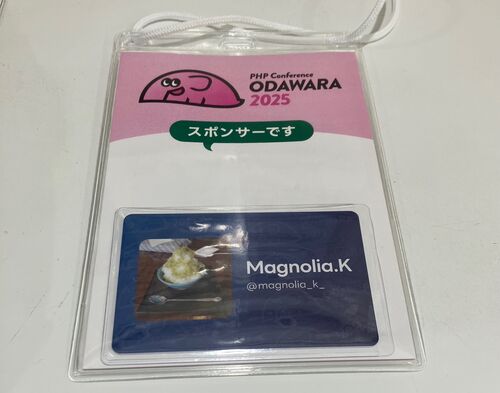 PHP Conference
ODAWARA
2025
スポンサーです
Magnolia.K
@magnolia_k_